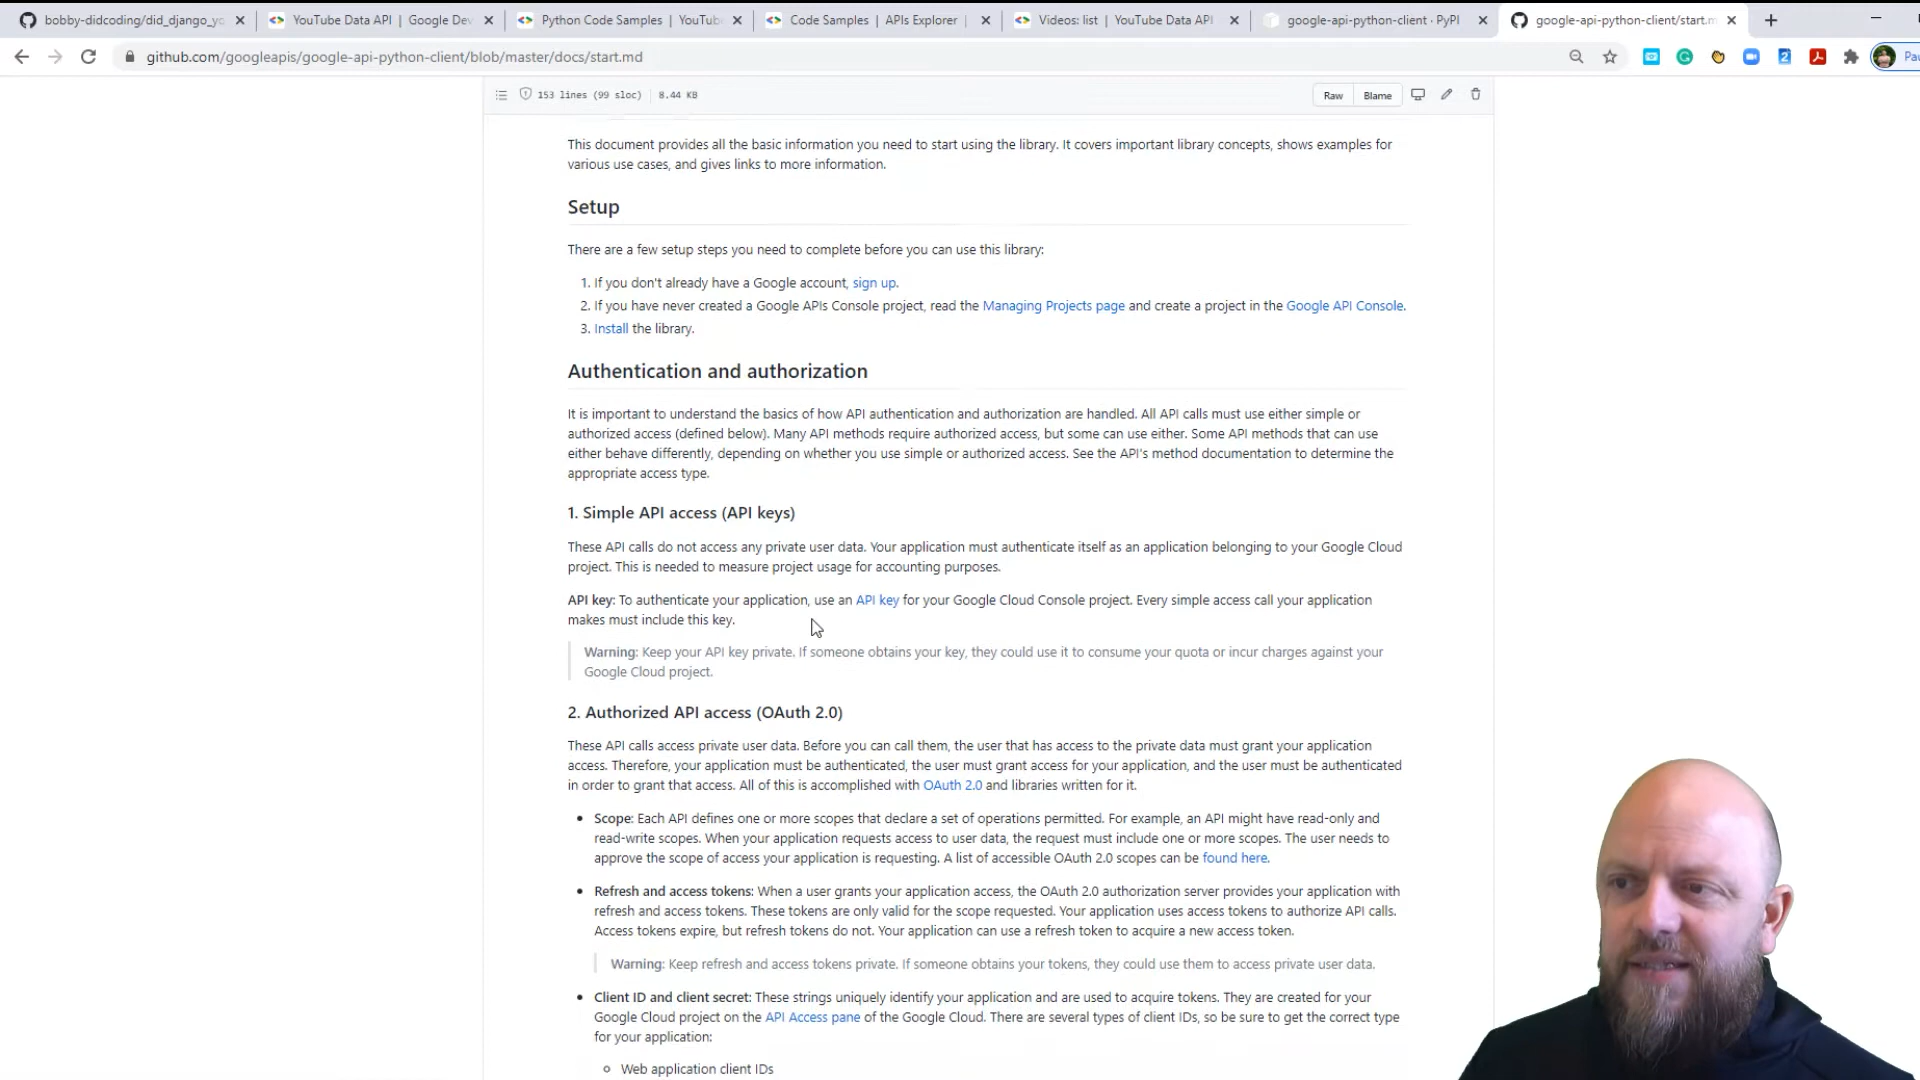 bobby-didcoding/did_django_yo
YouTube Data API | Google Dev
Python Code Samples | YouTub
Code Samples | APIs Explorer |
Videos: list | YouTube Data API
google-api-python-client · PyPI
google-api-python-client/start.m
github.com/googleapis/google-api-python-client/blob/master/docs/start.md
Pau
153 lines (99 sloc) 8.44 KB
Raw Blame
This document provides all the basic information you need to start using the library. It covers important library concepts, shows examples for
various use cases, and gives links to more information.
Setup
There are a few setup steps you need to complete before you can use this library:
1. If you don't already have a Google account, sign up.
2. If you have never created a Google APIs Console project, read the Managing Projects page and create a project in the Google API Console.
3. Install the library.
Authentication and authorization
It is important to understand the basics of how API authentication and authorization are handled. All API calls must use either simple or
authorized access (defined below). Many API methods require authorized access, but some can use either. Some API methods that can use
either behave differently, depending on whether you use simple or authorized access. See the API's method documentation to determine the
appropriate access type.
1. Simple API access (API keys)
These API calls do not access any private user data. Your application must authenticate itself as an application belonging to your Google Cloud
project. This is needed to measure project usage for accounting purposes.
API key: To authenticate your application, use an API key for your Google Cloud Console project. Every simple access call your application
makes must include this key.
Warning: Keep your API key private. If someone obtains your key, they could use it to consume your quota or incur charges against your
Google Cloud project.
2. Authorized API access (OAuth 2.0)
These API calls access private user data. Before you can call them, the user that has access to the private data must grant your application
access. Therefore, your application must be authenticated, the user must grant access for your application, and the user must be authenticated
in order to grant that access. All of this is accomplished with OAuth 2.0 and libraries written for it.
• Scope: Each API defines one or more scopes that declare a set of operations permitted. For example, an API might have read-only and
read-write scopes. When your application requests access to user data, the request must include one or more scopes. The user needs to
approve the scope of access your application is requesting. A list of accessible OAuth 2.0 scopes can be found here.
• Refresh and access tokens: When a user grants your application access, the OAuth 2.0 authorization server provides your application with
refresh and access tokens. These tokens are only valid for the scope requested. Your application uses access tokens to authorize API calls.
Access tokens expire, but refresh tokens do not. Your application can use a refresh token to acquire a new access token.
Warning: Keep refresh and access tokens private. If someone obtains your tokens, they could use them to access private user data.
• Client ID and client secret: These strings uniquely identify your application and are used to acquire tokens. They are created for your
Google Cloud project on the API Access pane of the Google Cloud. There are several types of client IDs, so be sure to get the correct type
for your application:
Web application client IDs